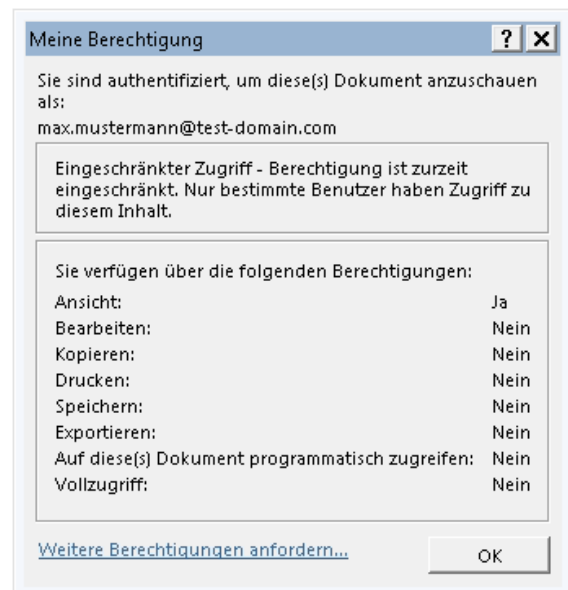 Meine Berechtigung
? X
Sie sind authentifiziert, um diese(s) Dokument anzuschauen
als:
max.mustermann@test-domain.com
Eingeschränkter Zugriff - Berechtigung ist zurzeit
eingeschränkt. Nur bestimmte Benutzer haben Zugriff zu
diesem Inhalt.
Sie verfügen über die folgenden Berechtigungen:
Ansicht: Ja
Bearbeiten: Nein
Kopieren: Nein
Drucken: Nein
Speichern: Nein
Exportieren: Nein
Auf diese(s) Dokument programmatisch zugreifen: Nein
Vollzugriff: Nein
Weitere Berechtigungen anfordern...
OK